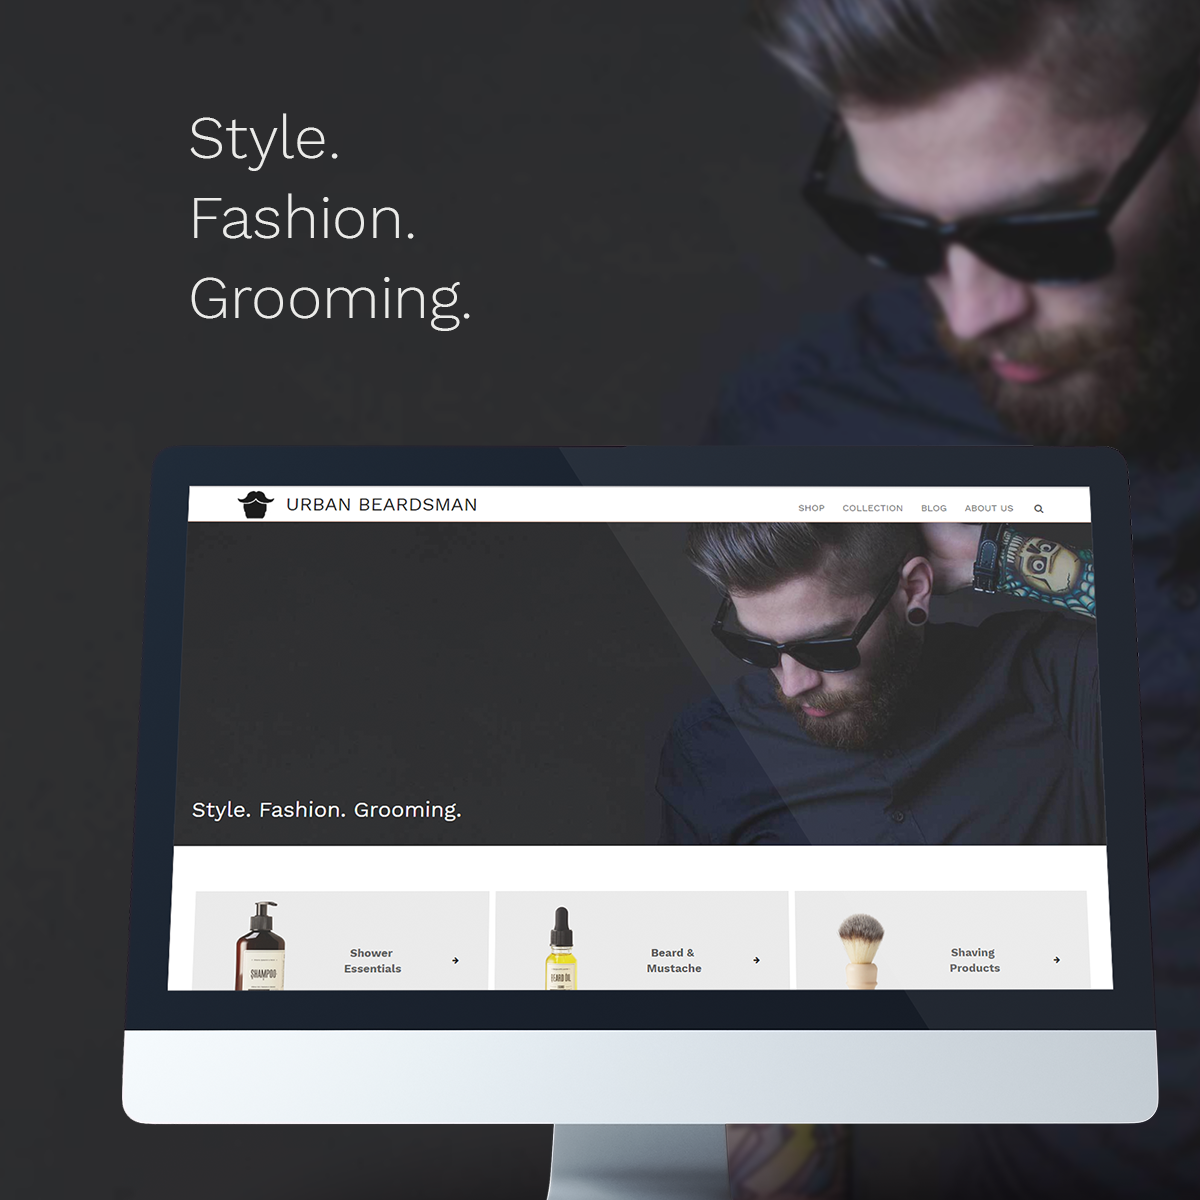 Style.
Fashion.
Grooming.
URBAN BEARDSMAN
SHOP COLLECTION BLOG ABOUT US
Style. Fashion. Grooming.
Shower
Essentials
Beard &
Mustache
Shaving
Products
SHAMPOO
BEARD OIL